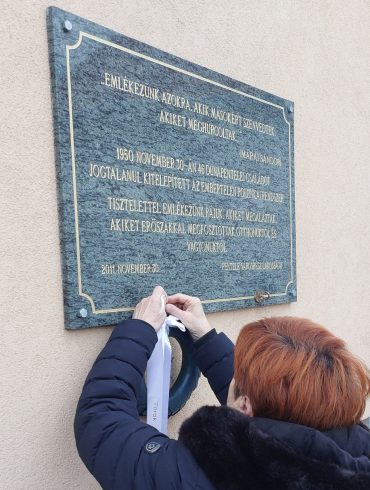 „EMLÉKEZZÜNK AZOKRA, AKIK MÁSOKÉRT SZENVEDTEK,
AKIKET MEGHURCOLTAK..."
(MÁRAI SÁNDOR)
1950 NOVEMBER 30-ÁN 46 DUNAPENTELEI CSALÁDOT
JOGTALANUL KITELEPÍTETT AZ EMBERTELEN POLITIKAI RENDSZER
TISZTELETTEL EMLÉKEZÜNK RÁJUK, AKIKET MEGALÁZTAK,
AKIKET ERŐSZAKKAL MEGFOSZTOTTAK OTTHONUKTÓL ÉS
VAGYONUKTÓL
2011. NOVEMBER 30.